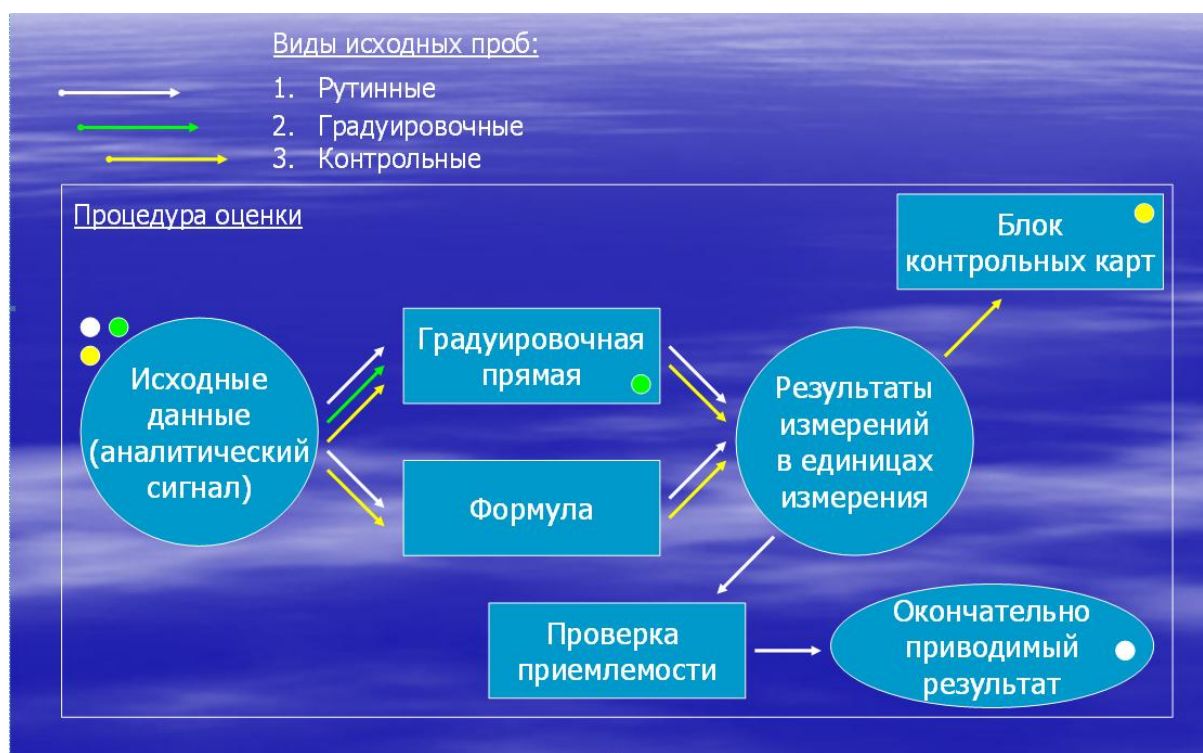 Виды исходных проб:
1. Рутинные
2. Градуировочные
3. Контрольные
Процедура оценки
Блок
контрольных карт
Исходные
данные
(аналитический
сигнал)
Градуировочная
прямая
Формула
Результаты
измерений
в единицах
измерения
Проверка
приемлемости
Окончательно
приводимый
результат